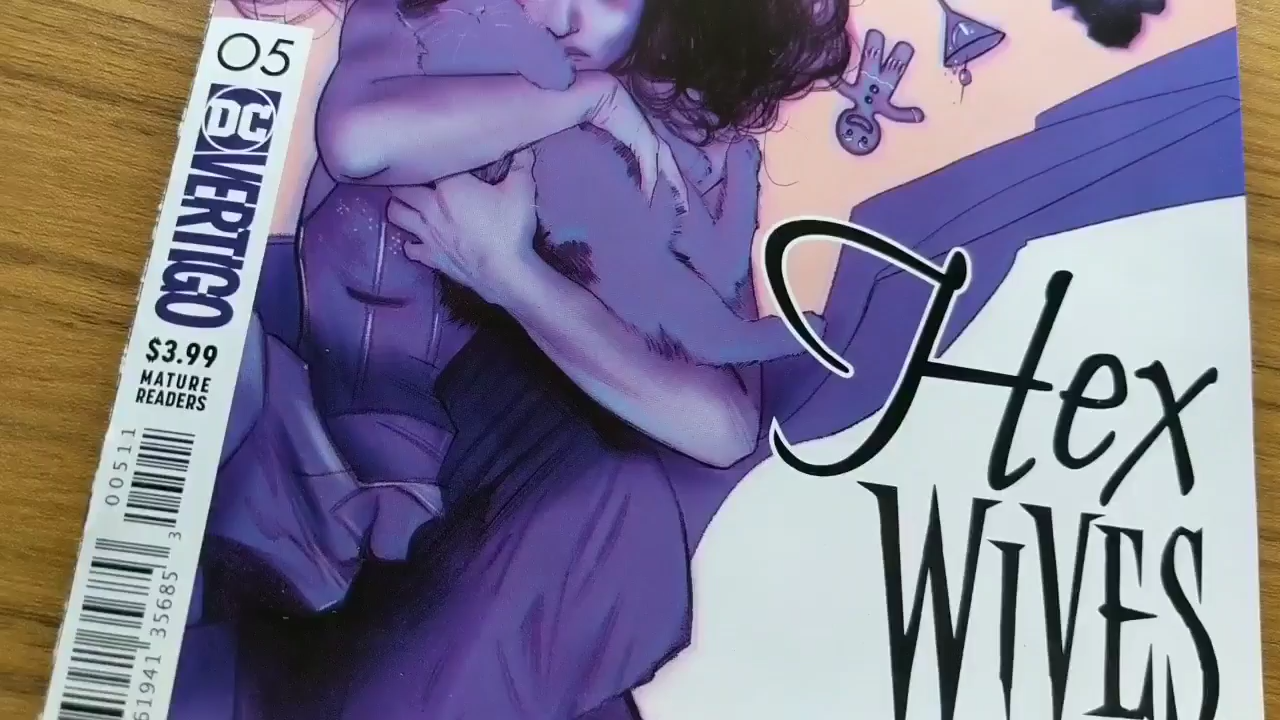 05
DC VERTIGO
$3.99
MATURE
READERS
00511
61941 35685 3
Hex
WIVES